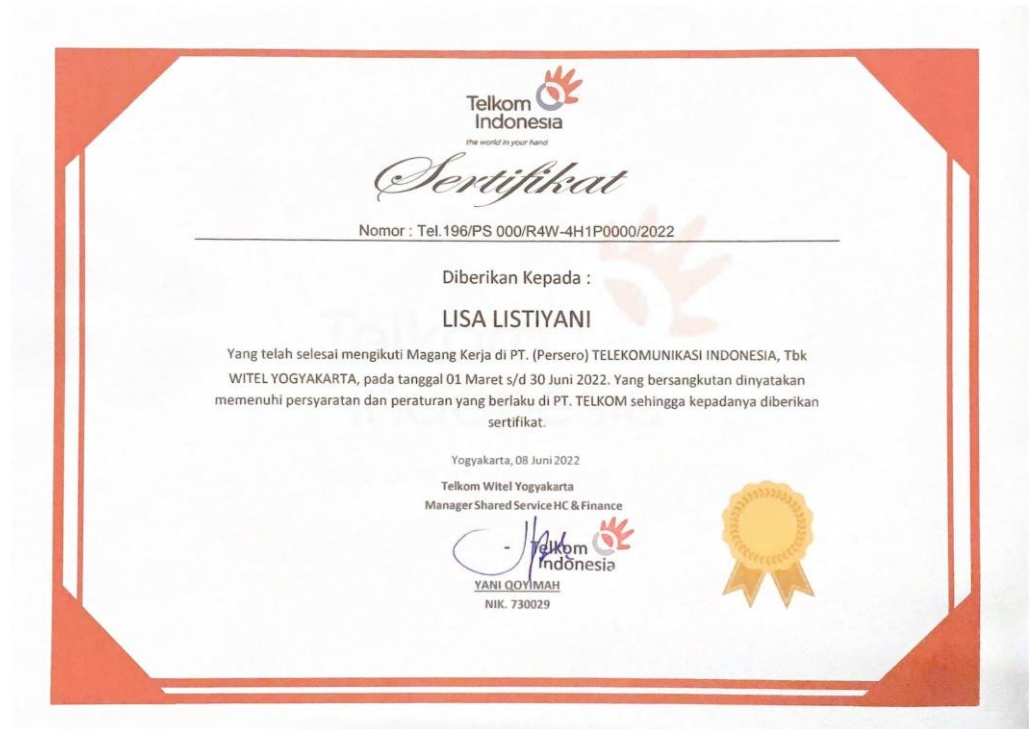 Telkom
Indonesia
the world in your hand
Sertifikat
Nomor : Tel.196/PS 000/R4W-4H1P0000/2022
Diberikan Kepada :
LISA LISTIYANI
Yang telah selesai mengikuti Magang Kerja di PT. (Persero) TELEKOMUNIKASI INDONESIA, Tbk
WITEL YOGYAKARTA, pada tanggal 01 Maret s/d 30 Juni 2022. Yang bersangkutan dinyatakan
memenuhi persyaratan dan peraturan yang berlaku di PT. TELKOM sehingga kepadanya diberikan
sertifikat.
Yogyakarta, 08 Juni 2022
Telkom Witel Yogyakarta
Manager Shared Service HC & Finance
Telkom
Indonesia
YANI QOYIMAH
NIK. 730029